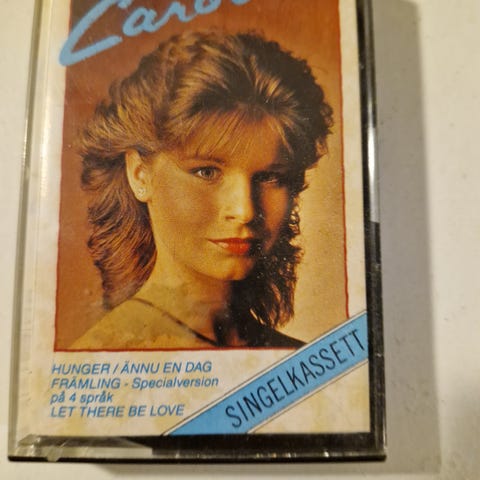 HUNGER / ÄNNU EN DAG
FRÄMLING - Specialversion
på 4 språk
LET THERE BE LOVE
SINGELKASSETT